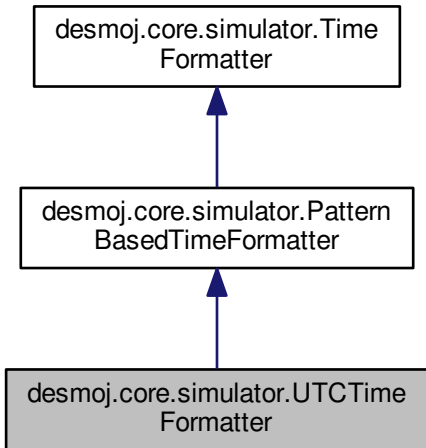 desmoj.core.simulator.Time
Formatter
desmoj.core.simulator.Pattern
BasedTimeFormatter
desmoj.core.simulator.UTCTime
Formatter